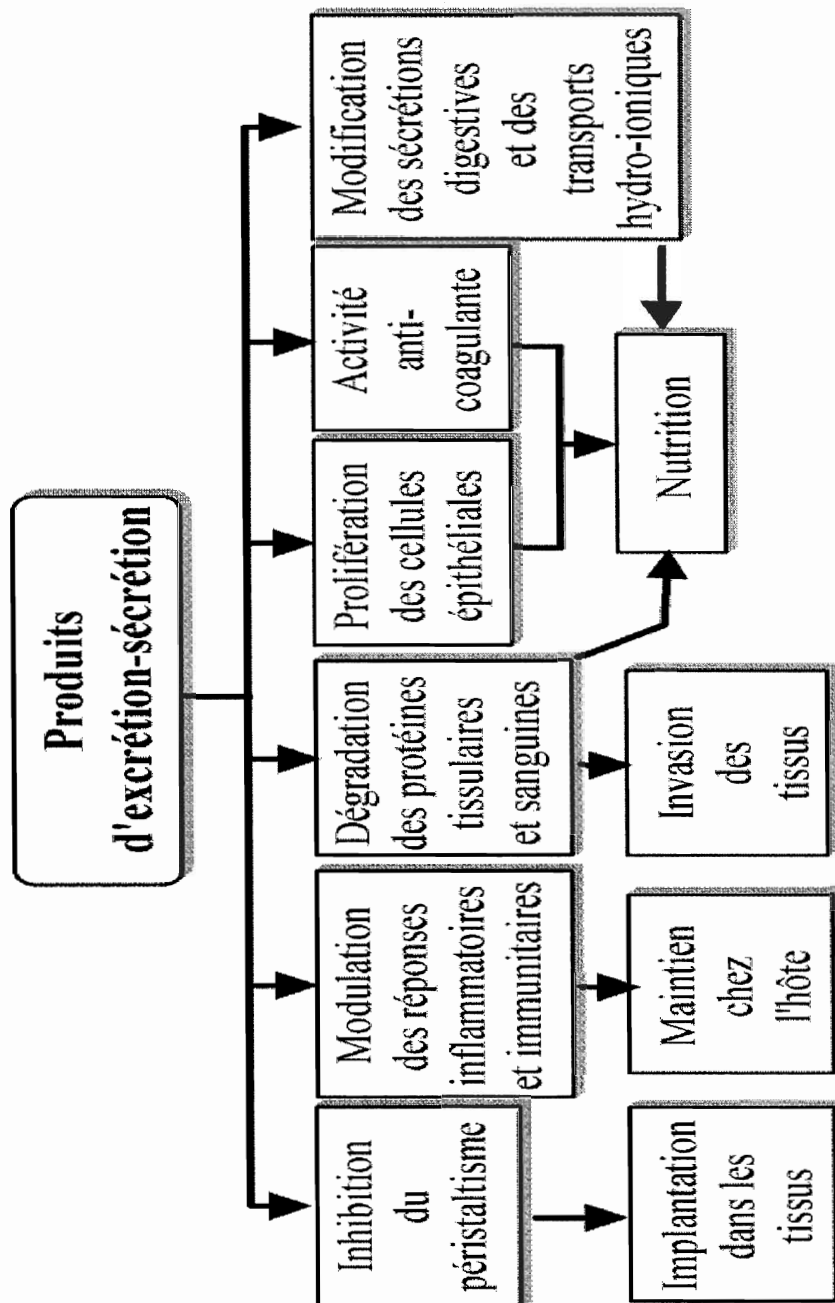 Produits
d'excrétion-sécrétion
Inhibition
du
péristaltisme
Modulation
des réponses
inflammatoires
et immunitaires
Dégradation
des protéines
tissulaires
et sanguines
Prolifération
des cellules
épithéliales
Activité
anti-
coagulante
Modification
des sécrétions
digestives
et des
transports
hydro-ioniques
Implantation
dans les
tissus
Maintien
chez
l'hôte
Invasion
des
tissus
Nutrition